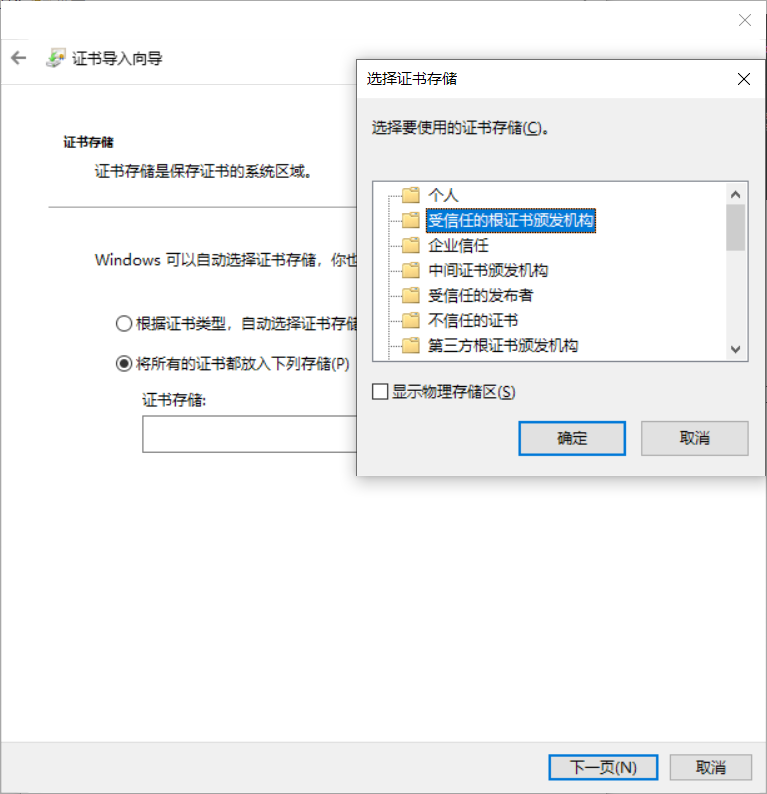 证书导入向导
选择证书存储
选择要使用的证书存储(C)。
证书存储
证书存储是保存证书的系统区域。
个人
受信任的根证书颁发机构
企业信任
中间证书颁发机构
受信任的发布者
不信任的证书
第三方根证书颁发机构
Windows 可以自动选择证书存储，你也
根据证书类型，自动选择证书存储
将所有的证书都放入下列存储(P)
证书存储:
显示物理存储区(S)
确定
取消
下一页(N)
取消